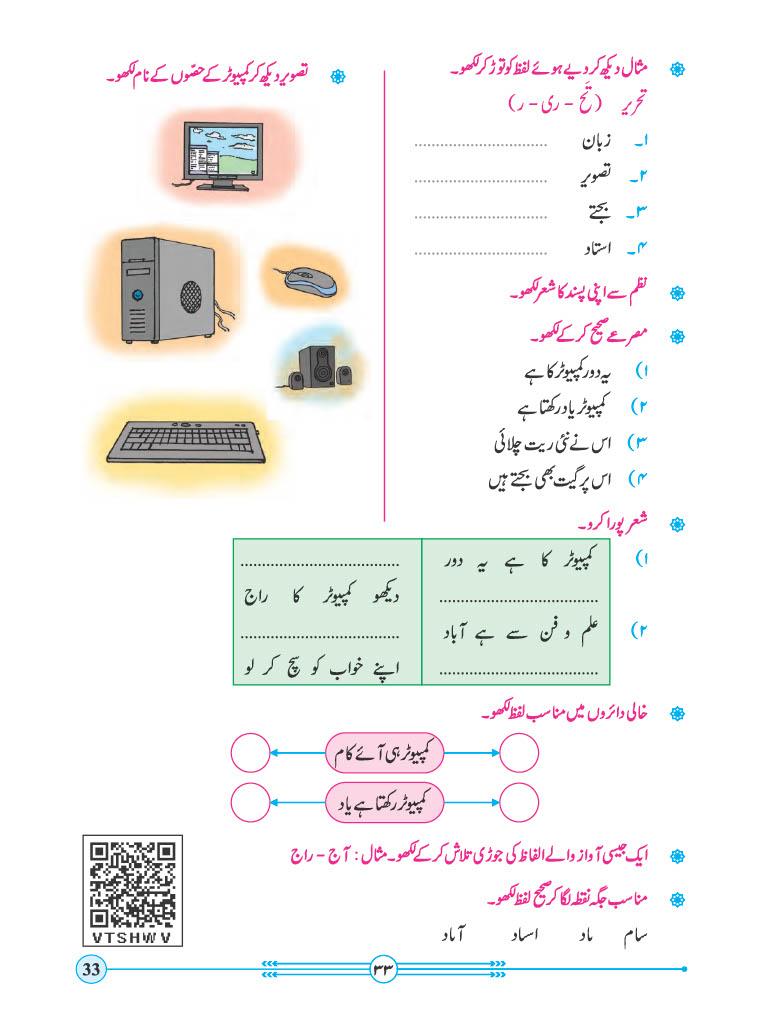 مثال دیکھ کر دیے ہوئے لفظ کو توڑ کر لکھو۔
تحریر (تَح - ری - ر)
۱۔ زبان ..............................
۲۔ تصویر ..............................
۳۔ بجتے ..............................
۴۔ استاد ..............................
نظم سے اپنی پسند کا شعر لکھو۔
مصرعے صحیح کر کے لکھو۔
۱) یہ دور کمپیوٹر کا ہے
۲) کمپیوٹر یاد رکھتا ہے
۳) اس نے نئی ریت چلائی
۴) اس پر گیت بھی بجتے ہیں
تصویر دیکھ کر کمپیوٹر کے حصّوں کے نام لکھو۔
شعر پورا کرو۔
۱) کمپیوٹر کا ہے یہ دور ....................................
.................................... دیکھو کمپیوٹر کا راج
۲) علم و فن سے ہے آباد ....................................
.................................... اپنے خواب کو سچ کر لو
خالی دائروں میں مناسب لفظ لکھو۔
کمپیوٹر ہی آئے کام
کمپیوٹر رکھتا ہے یاد
ایک جیسی آواز والے الفاظ کی جوڑی تلاش کر کے لکھو۔ مثال : آج - راج
مناسب جگہ نقطہ لگا کر صحیح لفظ لکھو۔
سام ىاد اسىاد آىاد
VTSHWV
33
۳۳